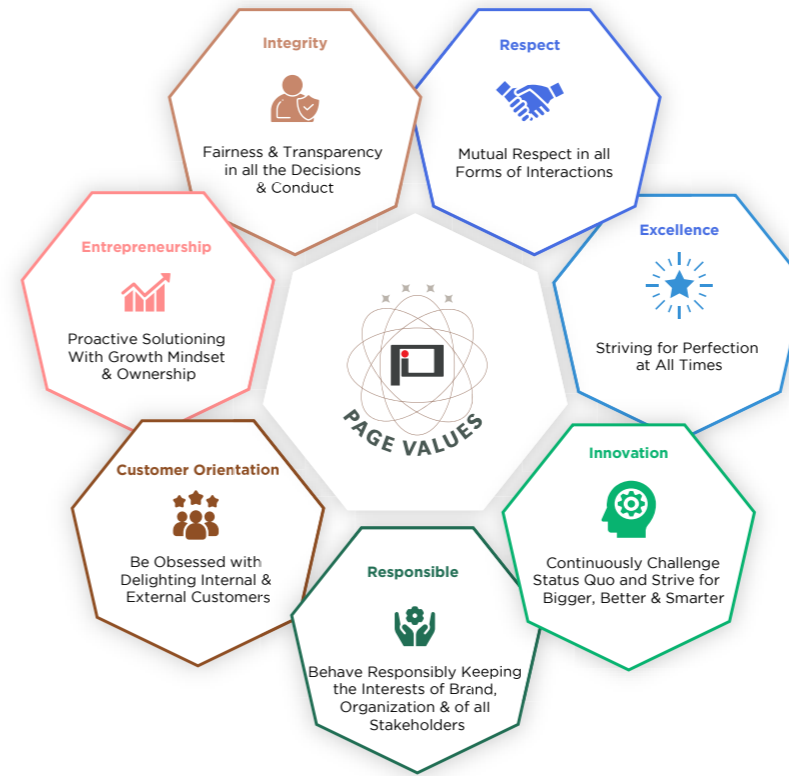 Integrity
Fairness & Transparency
in all the Decisions
& Conduct
Respect
Mutual Respect in all
Forms of Interactions
Excellence
Striving for Perfection
at All Times
Innovation
Continuously Challenge
Status Quo and Strive for
Bigger, Better & Smarter
Responsible
Behave Responsibly Keeping
the Interests of Brand,
Organization & of all
Stakeholders
Customer Orientation
Be Obsessed with
Delighting Internal &
External Customers
Entrepreneurship
Proactive Solutioning
With Growth Mindset
& Ownership
PAGE VALUES